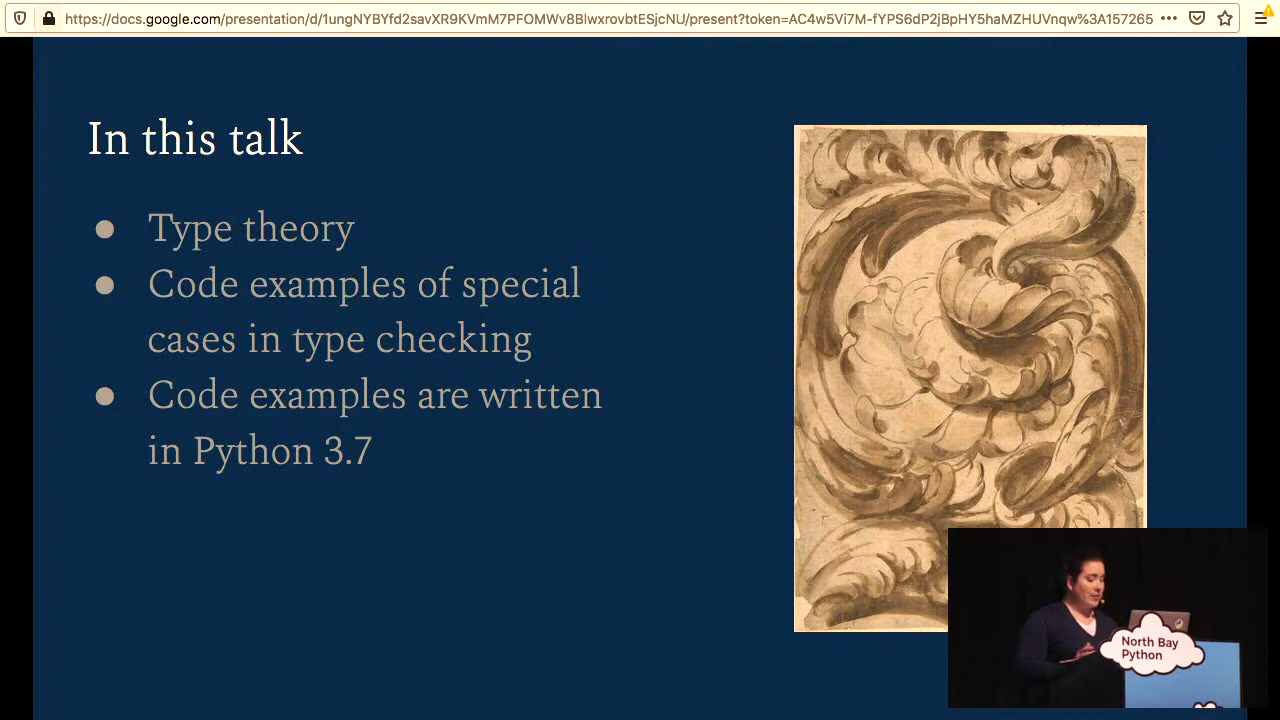 https://docs.google.com/presentation/d/1ungNYBYfd2savXR9KVmM7PFOMWv8BlwxrovbtESjcNU/present?token=AC4w5Vi7M-fYPS6dP2jBpHY5haMZHUVnqw%3A157265
In this talk
● Type theory
● Code examples of special
cases in type checking
● Code examples are written
in Python 3.7
North Bay
Python